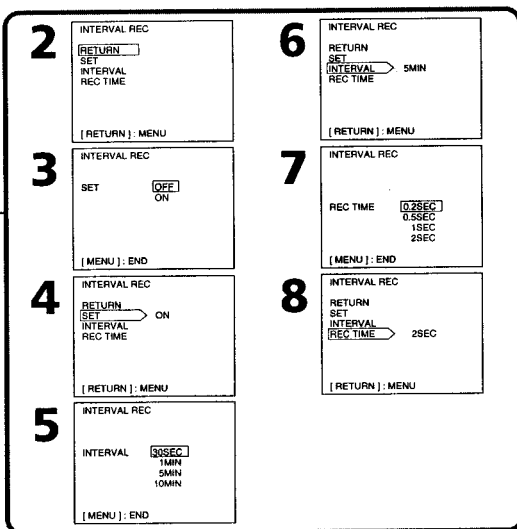 2
INTERVAL REC
RETURN
SET
INTERVAL
REC TIME
[ RETURN ] : MENU
3
INTERVAL REC
SET OFF
ON
[ MENU ] : END
4
INTERVAL REC
RETURN
SET ON
INTERVAL
REC TIME
[ RETURN ] : MENU
5
INTERVAL REC
INTERVAL 30SEC
1MIN
5MIN
10MIN
[ MENU ] : END
6
INTERVAL REC
RETURN
SET
INTERVAL 5MIN
REC TIME
[ RETURN ] : MENU
7
INTERVAL REC
REC TIME 0.2SEC
0.5SEC
1SEC
2SEC
[ MENU ] : END
8
INTERVAL REC
RETURN
SET
INTERVAL
REC TIME 2SEC
[ RETURN ] : MENU